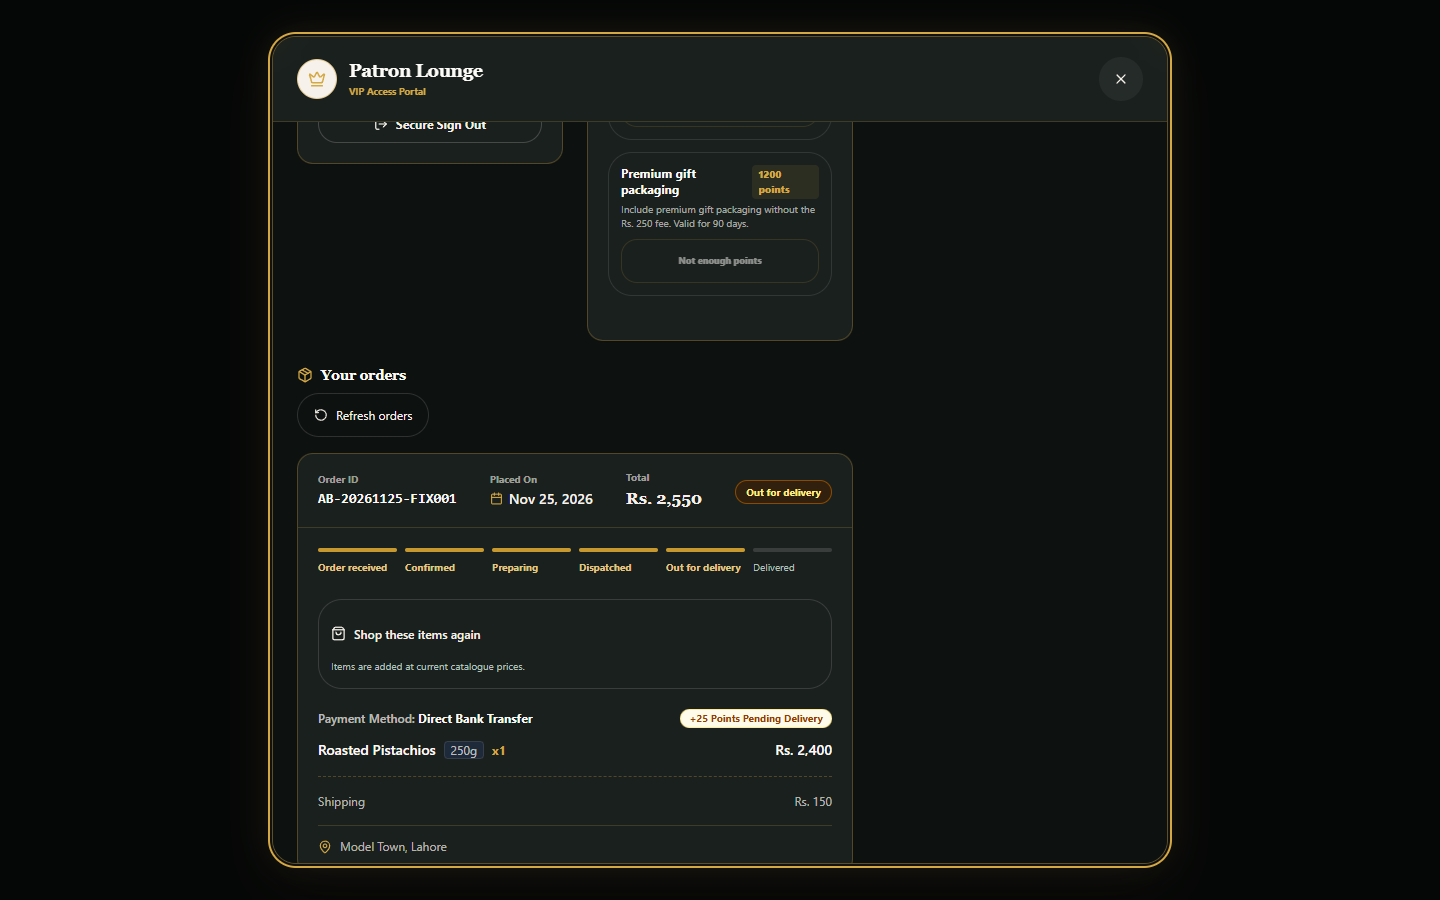 Patron Lounge
VIP Access Portal
Secure Sign Out
Premium gift packaging
1200 points
Include premium gift packaging without the
Rs. 250 fee. Valid for 90 days.
Not enough points
Your orders
Refresh orders
Order ID
AB-20261125-FIX001
Placed On
Nov 25, 2026
Total
Rs. 2,550
Out for delivery
Order received
Confirmed
Preparing
Dispatched
Out for delivery
Delivered
Shop these items again
Items are added at current catalogue prices.
Payment Method: Direct Bank Transfer
+25 Points Pending Delivery
Roasted Pistachios 250g x1
Rs. 2,400
Shipping
Rs. 150
Model Town, Lahore